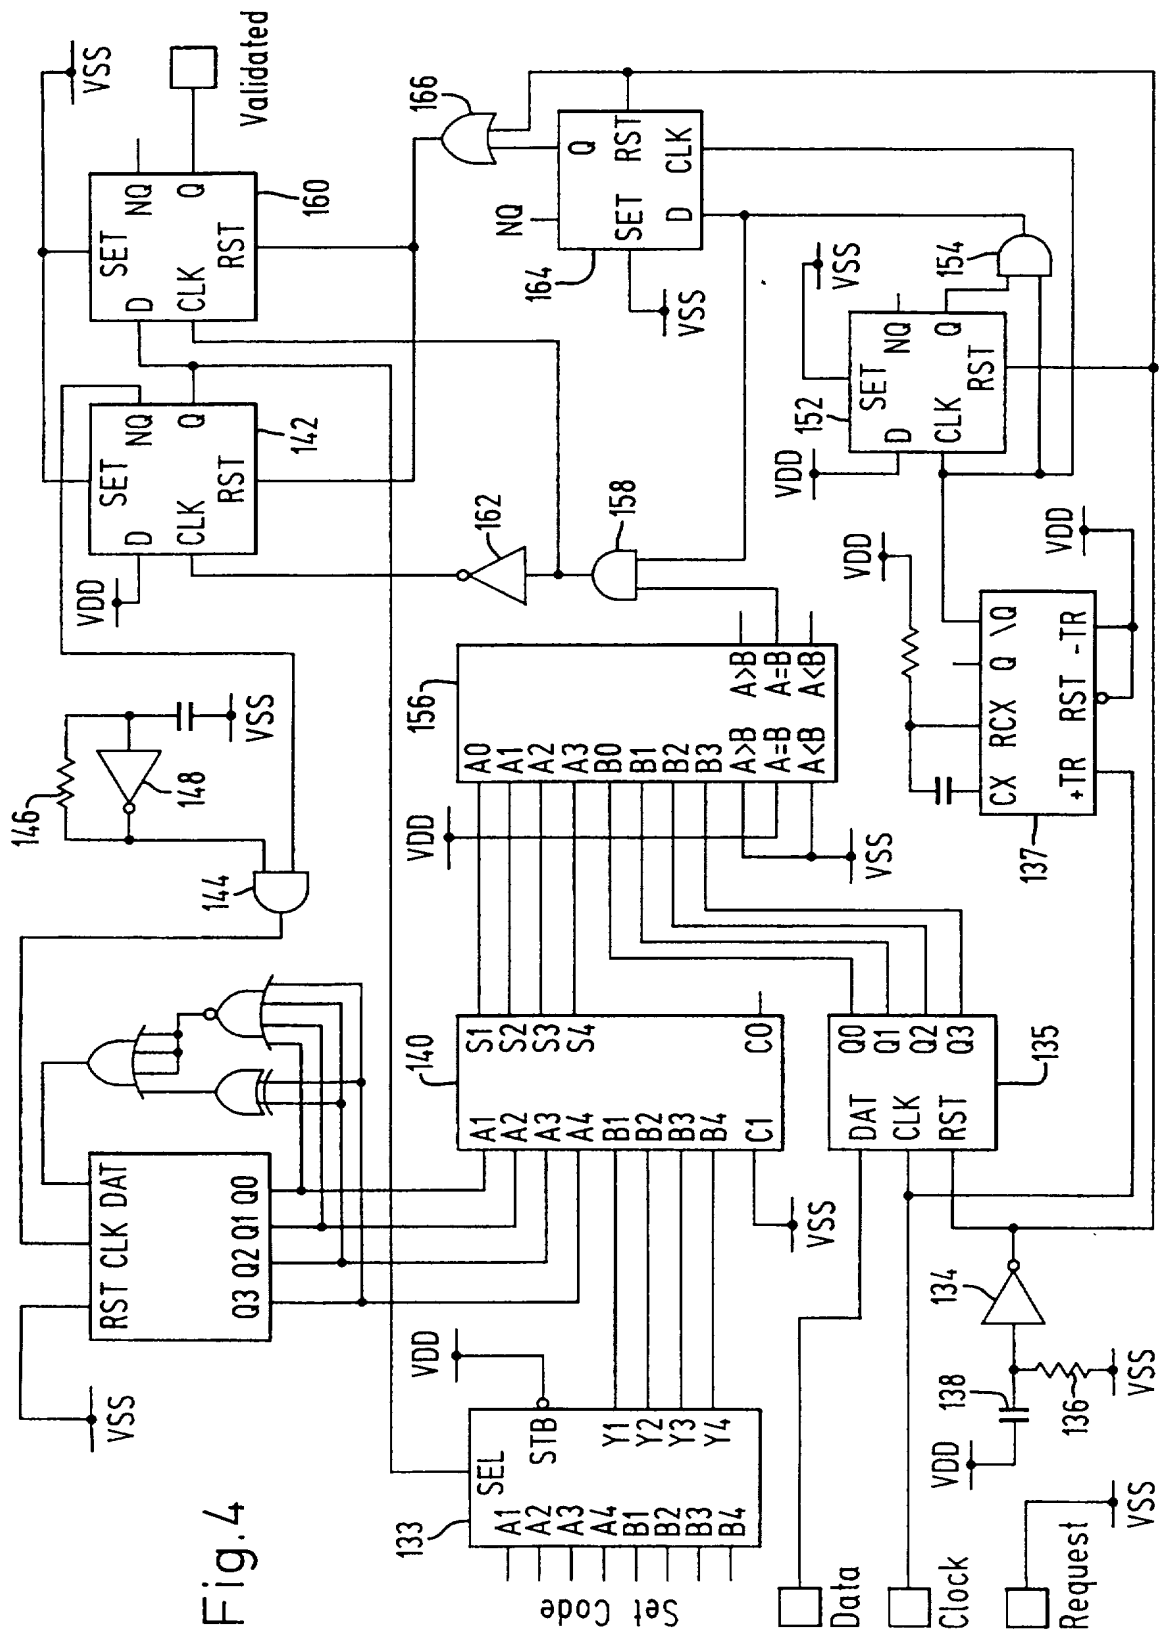 Fig.4
VSS
RST CLK DAT
Q3 Q2 Q1 Q0
144
146
148
VSS
VDD
D
SET
NQ
CLK
Q
RST
142
D
SET
NQ
CLK
Q
RST
160
VSS
Validated
Set Code
133
A1
A2
A3
A4
B1
B2
B3
B4
SEL
STB
Y1
Y2
Y3
Y4
VDD
140
A1
A2
A3
A4
B1
B2
B3
B4
C1
S1
S2
S3
S4
C0
VSS
VDD
156
A0
A1
A2
A3
B0
B1
B2
B3
A>B
A=B
A<B
A>B
A=B
A<B
VSS
162
158
166
NQ
Q
SET
RST
D
CLK
164
VSS
Data
Clock
Request
VSS
VDD
138
136
VSS
134
DAT
CLK
RST
Q0
Q1
Q2
Q3
135
VDD
CX RCX Q \Q
+TR RST -TR
137
VDD
VDD
152
D
SET
NQ
CLK
Q
RST
VSS
154